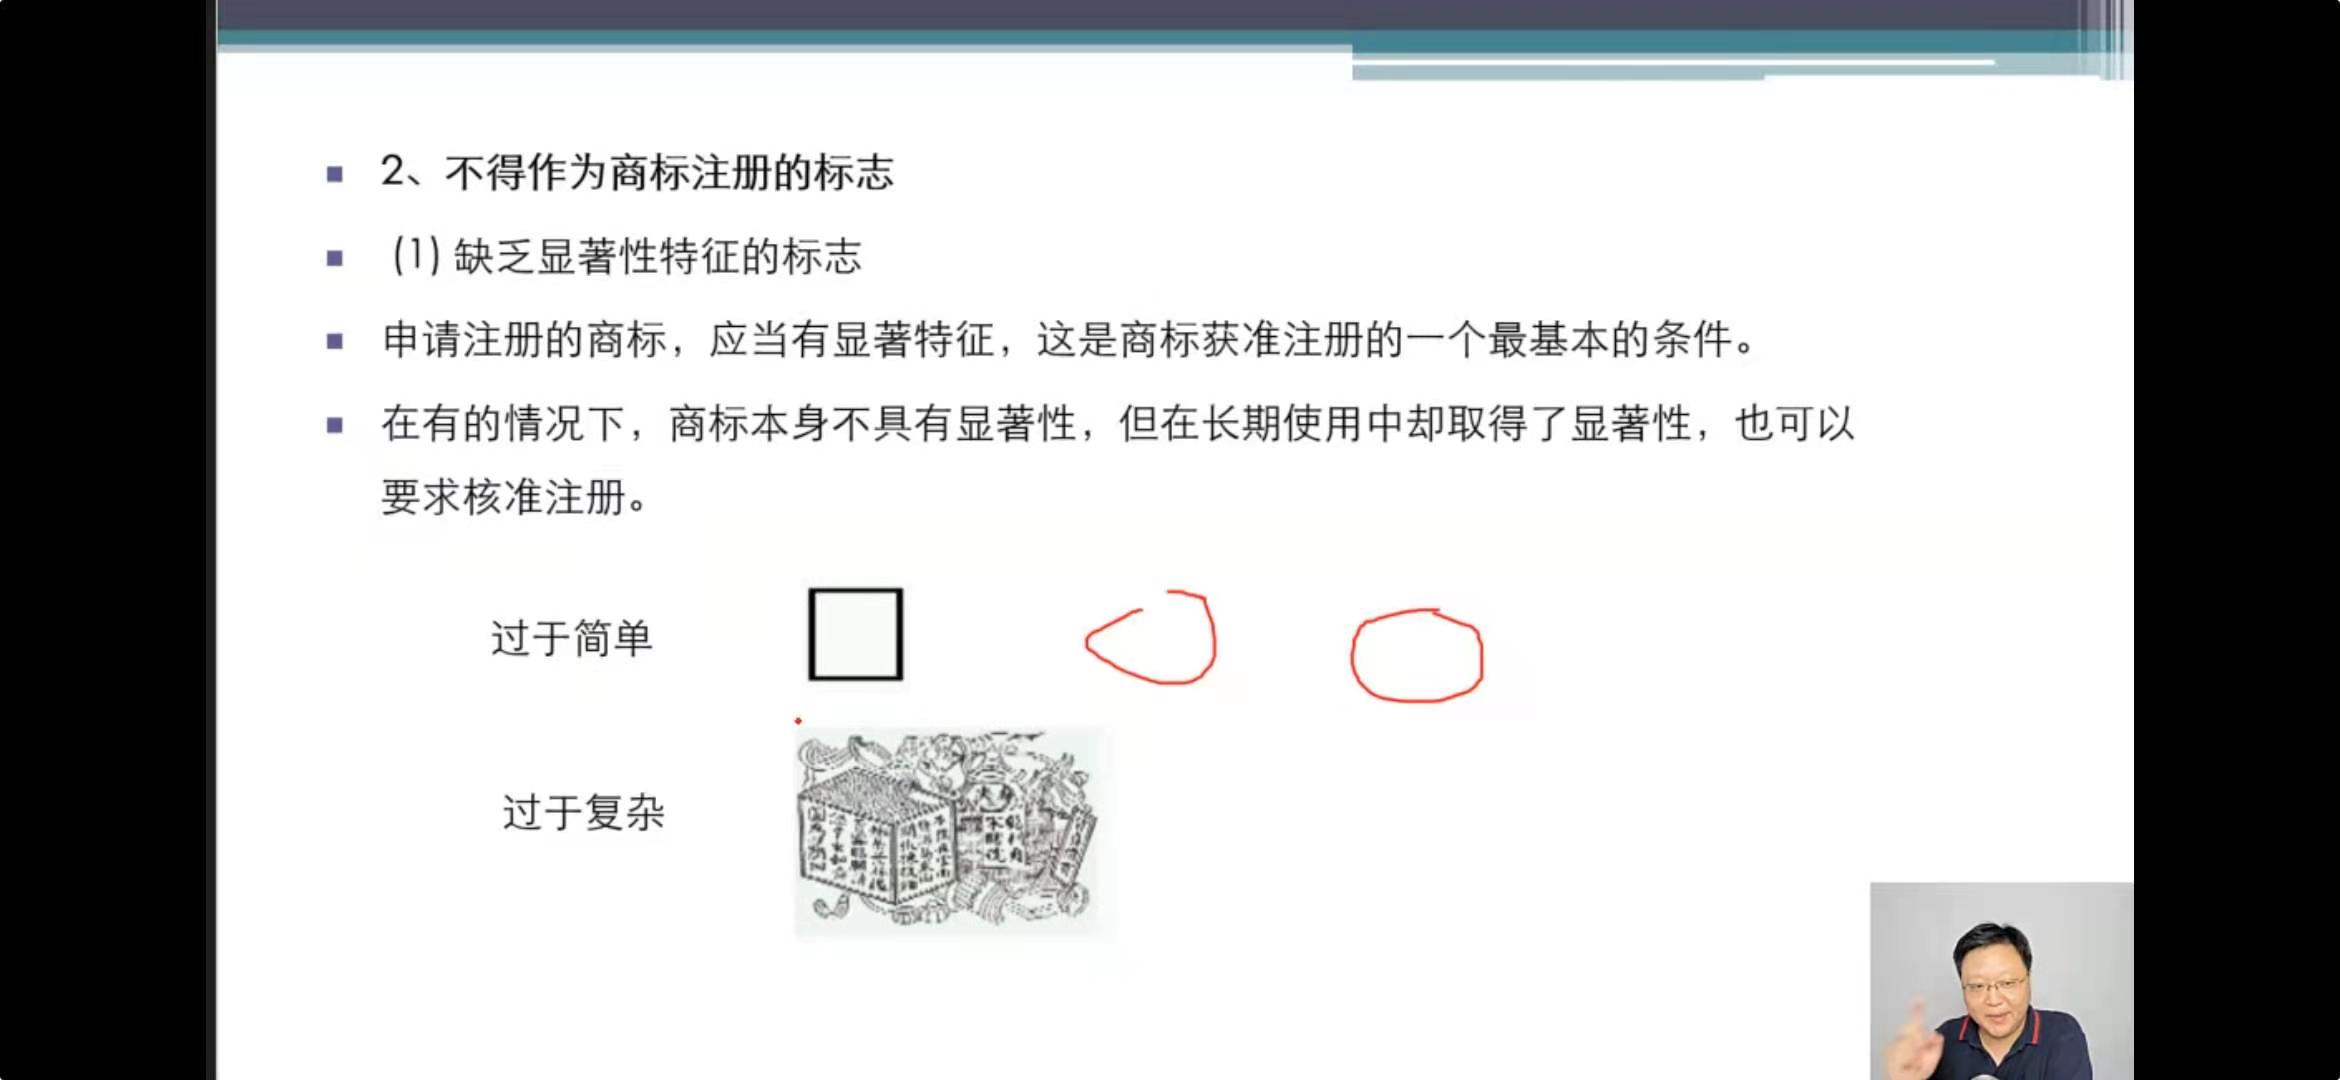 2、不得作为商标注册的标志
(1) 缺乏显著性特征的标志
申请注册的商标，应当有显著特征，这是商标获准注册的一个最基本的条件。
在有的情况下，商标本身不具有显著性，但在长期使用中却取得了显著性，也可以
要求核准注册。
过于简单
过于复杂